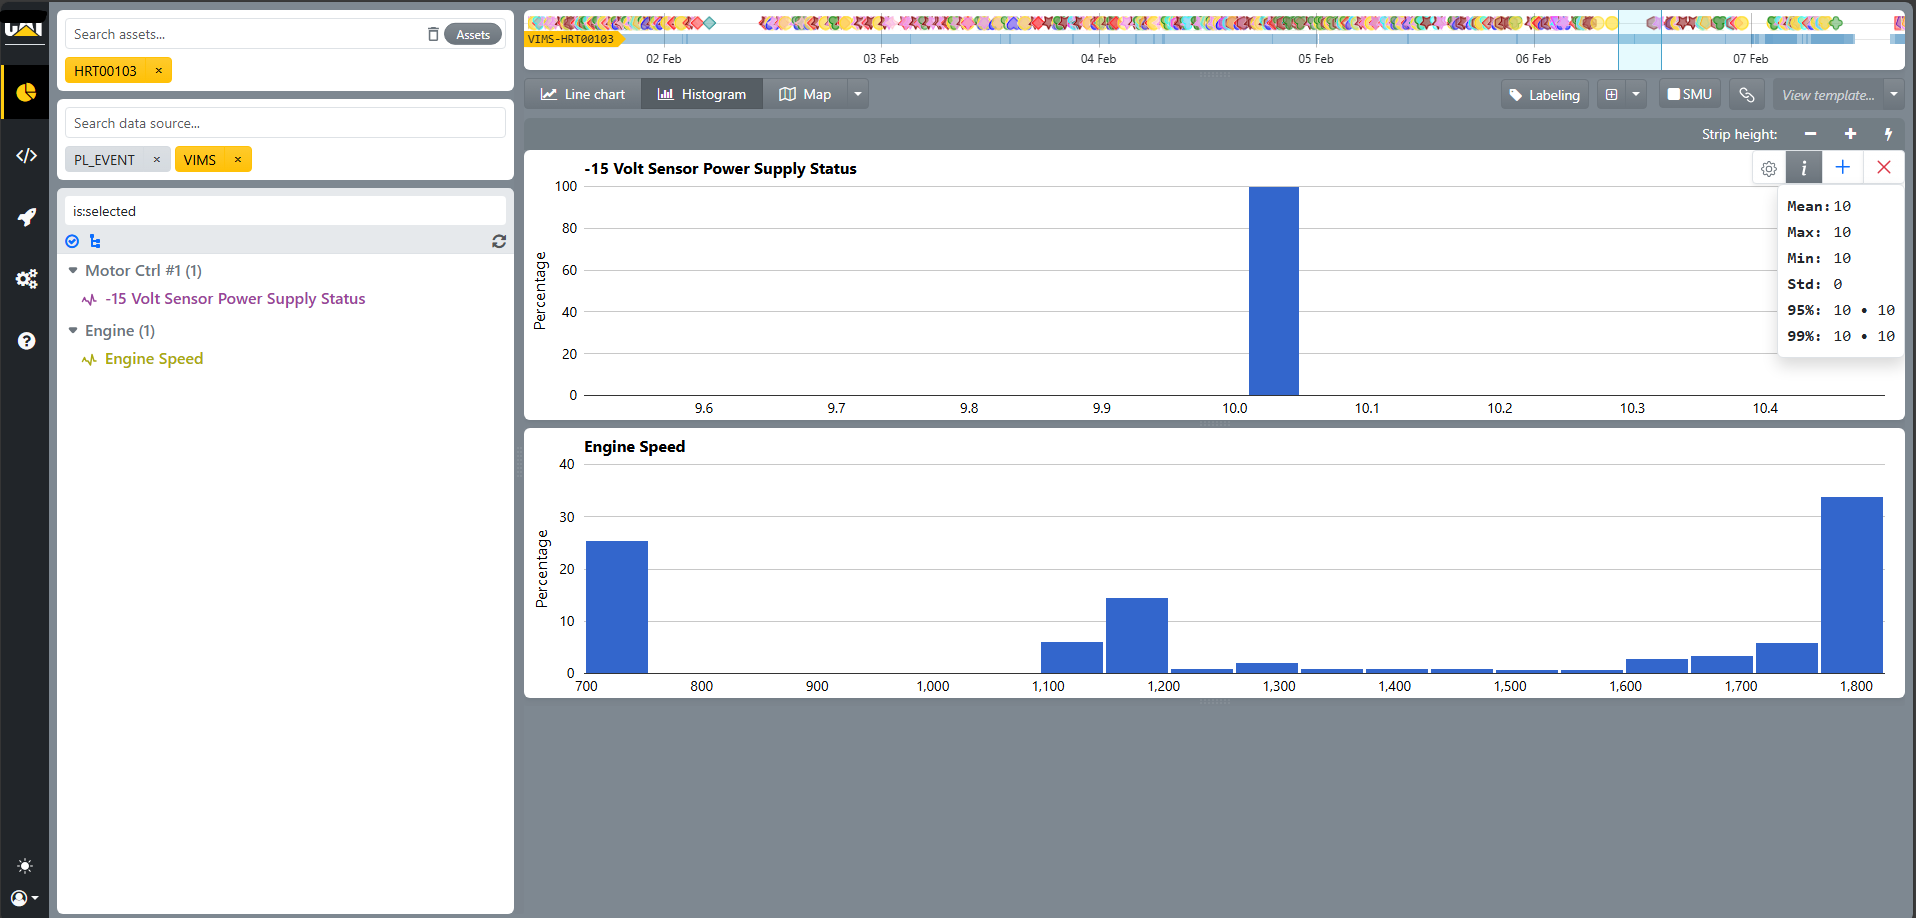 CAT
Search assets...
Assets
HRT00103 ×
Search data source...
PL_EVENT ×
VIMS ×
is:selected
Motor Ctrl #1 (1)
-15 Volt Sensor Power Supply Status
Engine (1)
Engine Speed
VIMS-HRT00103
02 Feb 03 Feb 04 Feb 05 Feb 06 Feb 07 Feb
Line chart Histogram Map
Labeling SMU View template...
Strip height:
-15 Volt Sensor Power Supply Status
i
Mean: 10
Max: 10
Min: 10
Std: 0
95%: 10 • 10
99%: 10 • 10
Percentage
100
80
60
40
20
0
9.6 9.7 9.8 9.9 10.0 10.1 10.2 10.3 10.4
Engine Speed
Percentage
40
30
20
10
0
700 800 900 1,000 1,100 1,200 1,300 1,400 1,500 1,600 1,700 1,800